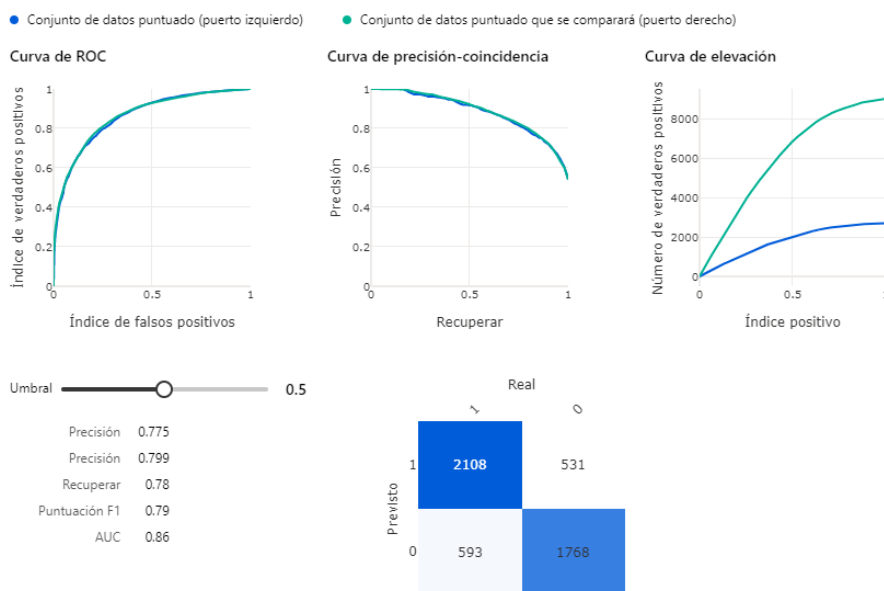 Conjunto de datos puntuado (puerto izquierdo)
Conjunto de datos puntuado que se comparará (puerto derecho)
Curva de ROC
Índice de verdaderos positivos
1
0.8
0.6
0.4
0.2
0
0
0.5
1
Índice de falsos positivos
Curva de precisión-coincidencia
Precisión
1
0.8
0.6
0.4
0.2
0
0
0.5
1
Recuperar
Curva de elevación
Número de verdaderos positivos
8000
6000
4000
2000
0
0
0.5
Índice positivo
Umbral
0.5
Precisión 0.775
Precisión 0.799
Recuperar 0.78
Puntuación F1 0.79
AUC 0.86
Real
1 0
Previsto
1 2108 531
0 593 1768